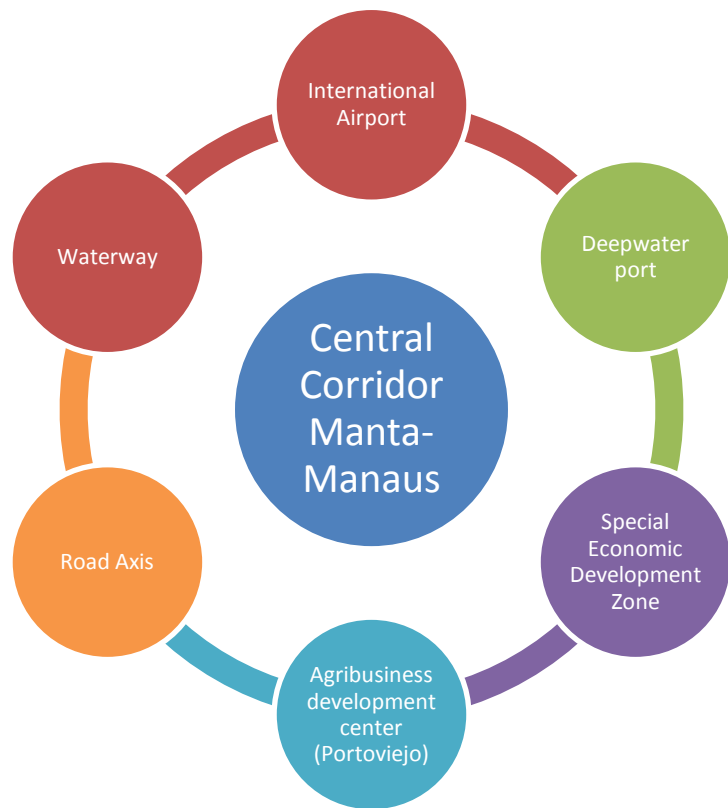 International
Airport
Deepwater
port
Special
Economic
Development
Zone
Agribusiness
development
center
(Portoviejo)
Road Axis
Waterway
Central
Corridor
Manta-
Manaus